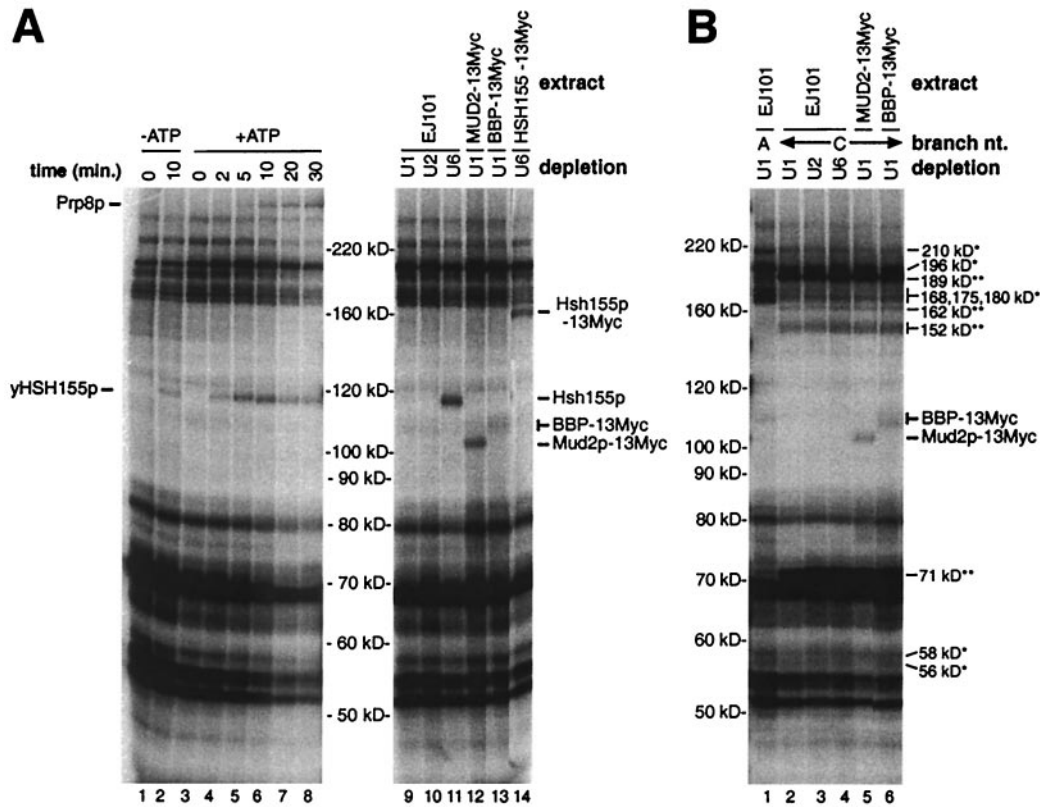 A
-ATP
+ATP
time (min.)
0
10
0
2
5
10
20
30
Prp8p
yHSH155p
-220 kD-
-160 kD-
-120 kD-
-100 kD-
-90 kD-
-80 kD-
-70 kD-
-60 kD-
-50 kD-
1 2 3 4 5 6 7 8
EJ101
MUD2-13Myc
BBP-13Myc
HSH155-13Myc
extract
U1
U2
U6
U1
U1
U6
depletion
Hsh155p
-13Myc
Hsh155p
BBP-13Myc
Mud2p-13Myc
9 10 11 12 13 14
B
EJ101
EJ101
MUD2-13Myc
BBP-13Myc
extract
A
C
branch nt.
U1
U1
U2
U6
U1
U1
depletion
220 kD-
160 kD-
120 kD-
100 kD-
90 kD-
80 kD-
70 kD-
60 kD-
50 kD-
210 kD*
196 kD*
189 kD**
168,175,180 kD*
162 kD**
152 kD**
BBP-13Myc
Mud2p-13Myc
71 kD**
58 kD*
56 kD*
1 2 3 4 5 6